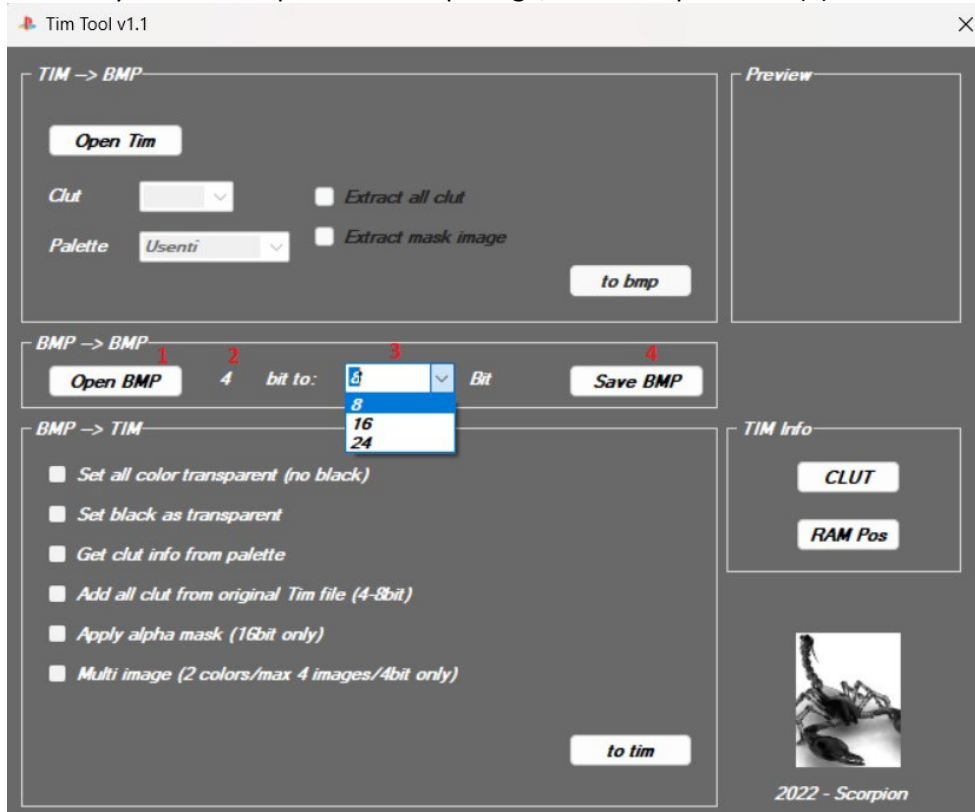 Tim Tool v1.1
TIM --> BMP
Preview
Open Tim
Clut
Extract all clut
Palette
Usenti
Extract mask image
to bmp
BMP --> BMP
1 2 3 4
Open BMP 4 bit to: 8 Bit Save BMP
8
16
24
BMP --> TIM
TIM Info
Set all color transparent (no black)
CLUT
Set black as transparent
RAM Pos
Get clut info from palette
Add all clut from original Tim file (4-8bit)
Apply alpha mask (16bit only)
Multi image (2 colors/max 4 images/4bit only)
to tim
2022 - Scorpion